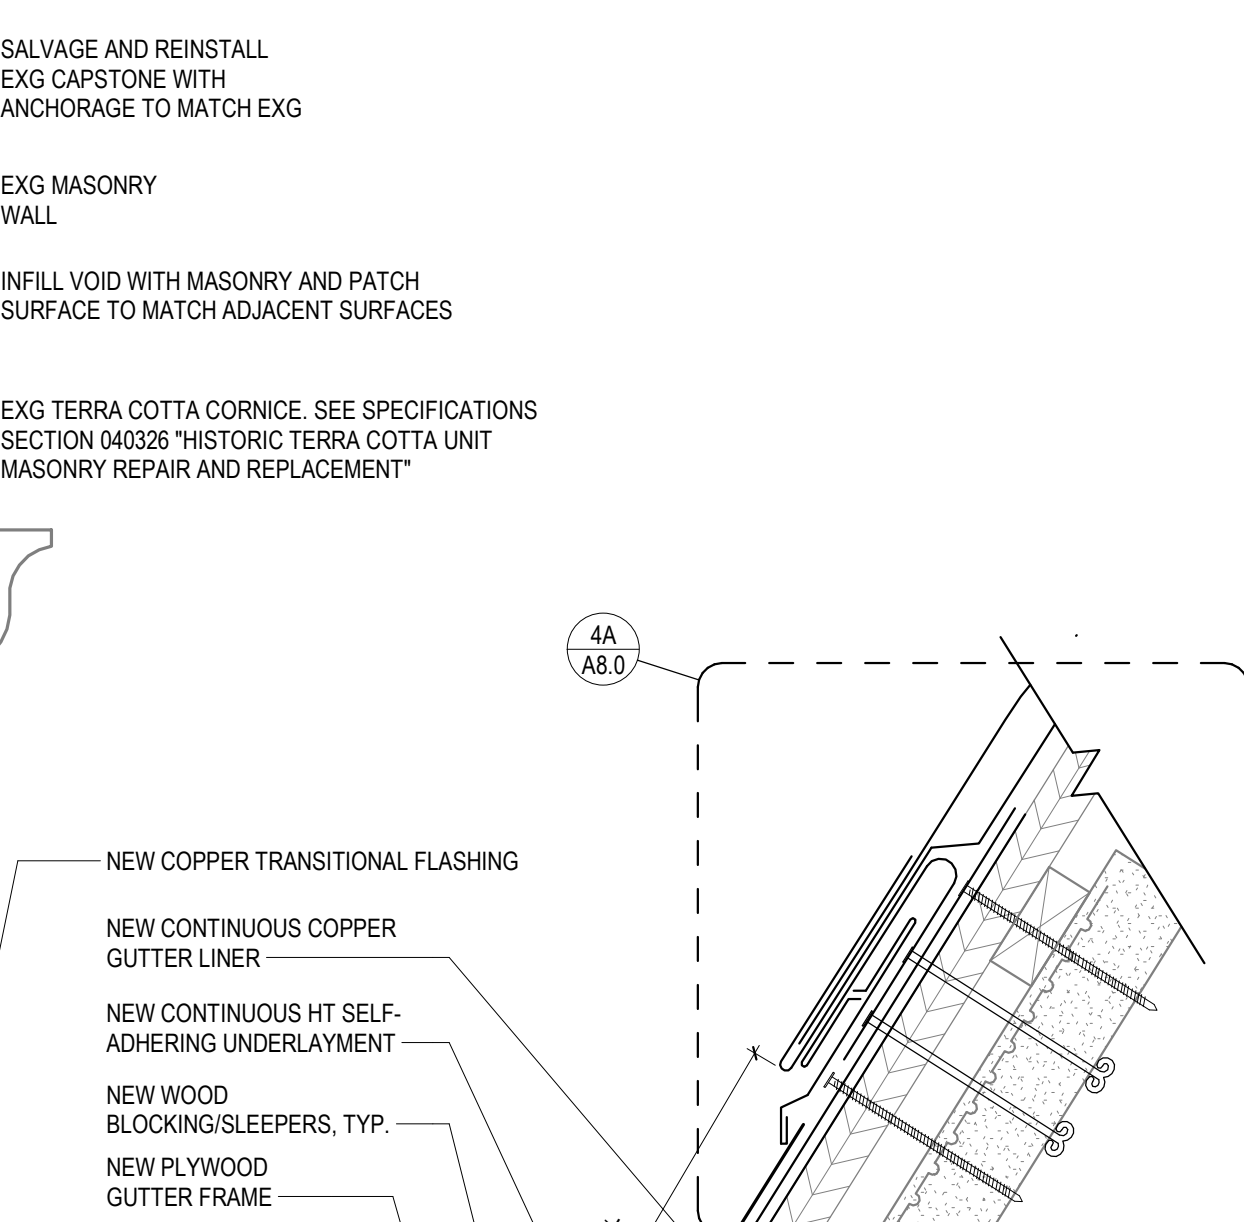 SALVAGE AND REINSTALL
EXG CAPSTONE WITH
ANCHORAGE TO MATCH EXG
EXG MASONRY
WALL
INFILL VOID WITH MASONRY AND PATCH
SURFACE TO MATCH ADJACENT SURFACES
EXG TERRA COTTA CORNICE. SEE SPECIFICATIONS
SECTION 040326 "HISTORIC TERRA COTTA UNIT
MASONRY REPAIR AND REPLACEMENT"
4A
A8.0
NEW COPPER TRANSITIONAL FLASHING
NEW CONTINUOUS COPPER
GUTTER LINER
NEW CONTINUOUS HT SELF-
ADHERING UNDERLAYMENT
NEW WOOD
BLOCKING/SLEEPERS, TYP.
NEW PLYWOOD
GUTTER FRAME